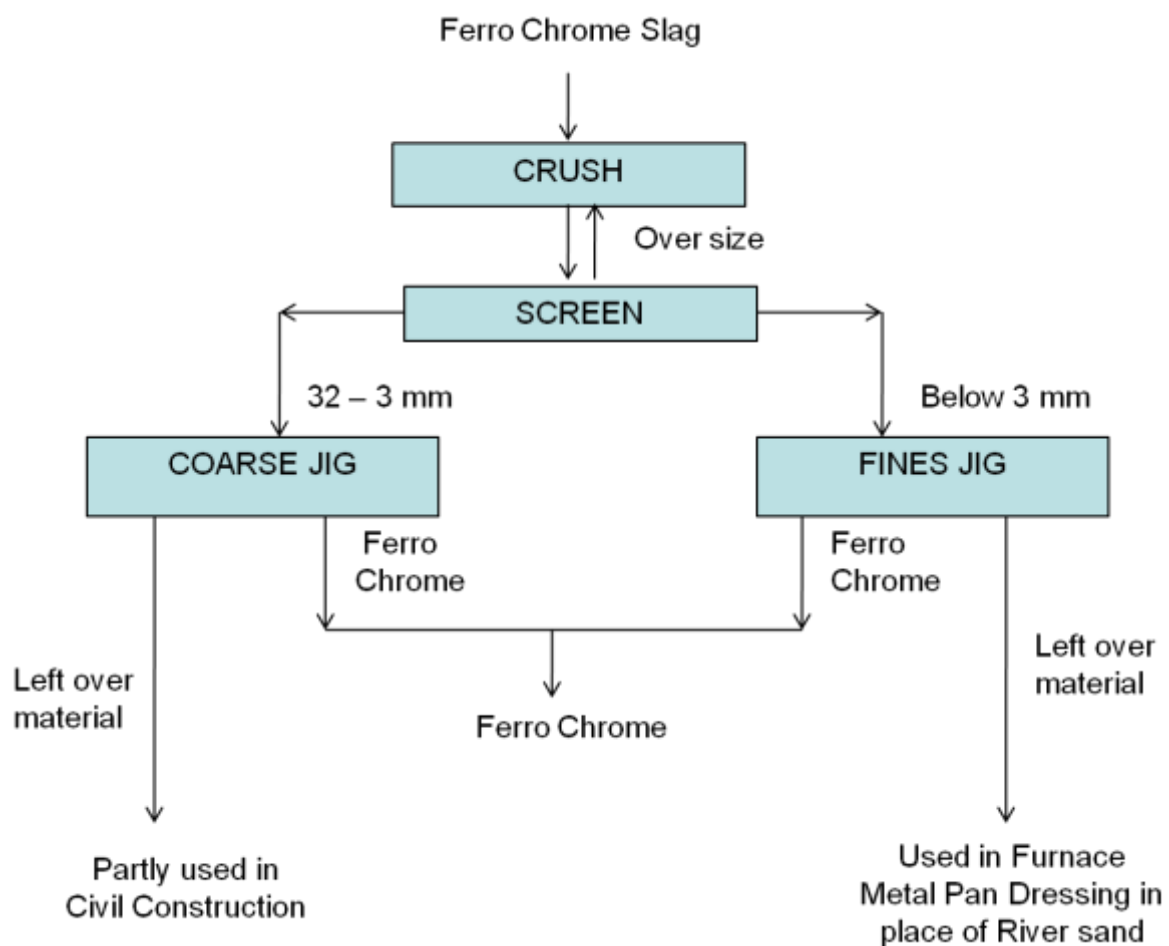 Ferro Chrome Slag
CRUSH
Over size
SCREEN
32 – 3 mm
Below 3 mm
COARSE JIG
FINES JIG
Ferro
Chrome
Ferro
Chrome
Left over
material
Left over
material
Ferro Chrome
Partly used in
Civil Construction
Used in Furnace
Metal Pan Dressing in
place of River sand